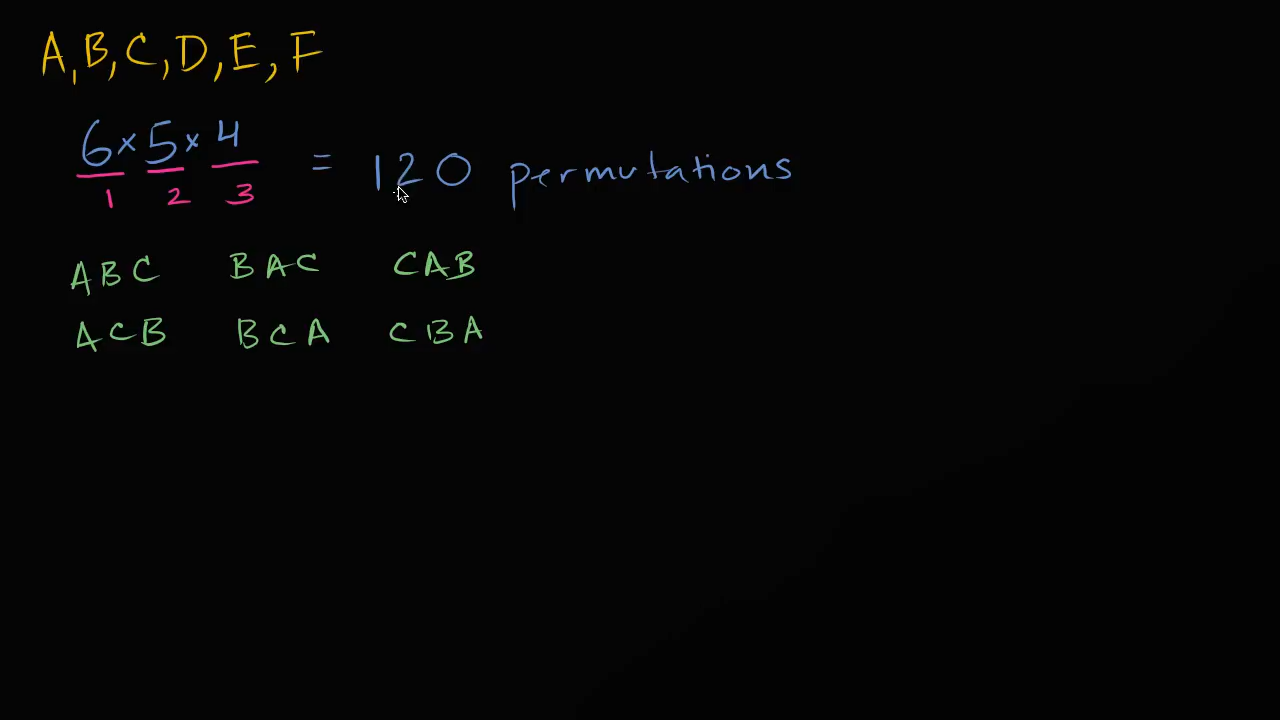 A, B, C, D, E, F
6 × 5 × 4 = 120 permutations
1 2 3
ABC BAC CAB
ACB BCA CBA